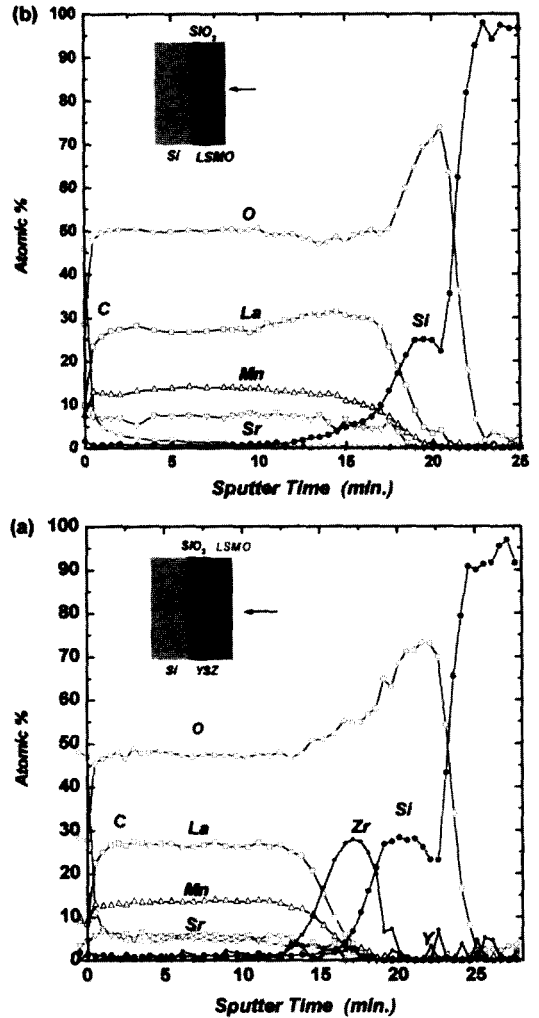 (b)
100
90
80
70
60
50
40
30
20
10
0
Atomic %
SIO2
Si LSMO
O
C
La
Mn
Sr
Si
0 5 10 15 20 25
Sputter Time (min.)
(a)
100
90
80
70
60
50
40
30
20
10
0
Atomic %
SIO2 LSMO
Si YSZ
O
C
La
Mn
Sr
Zr
Si
Y
0 5 10 15 20 25
Sputter Time (min.)